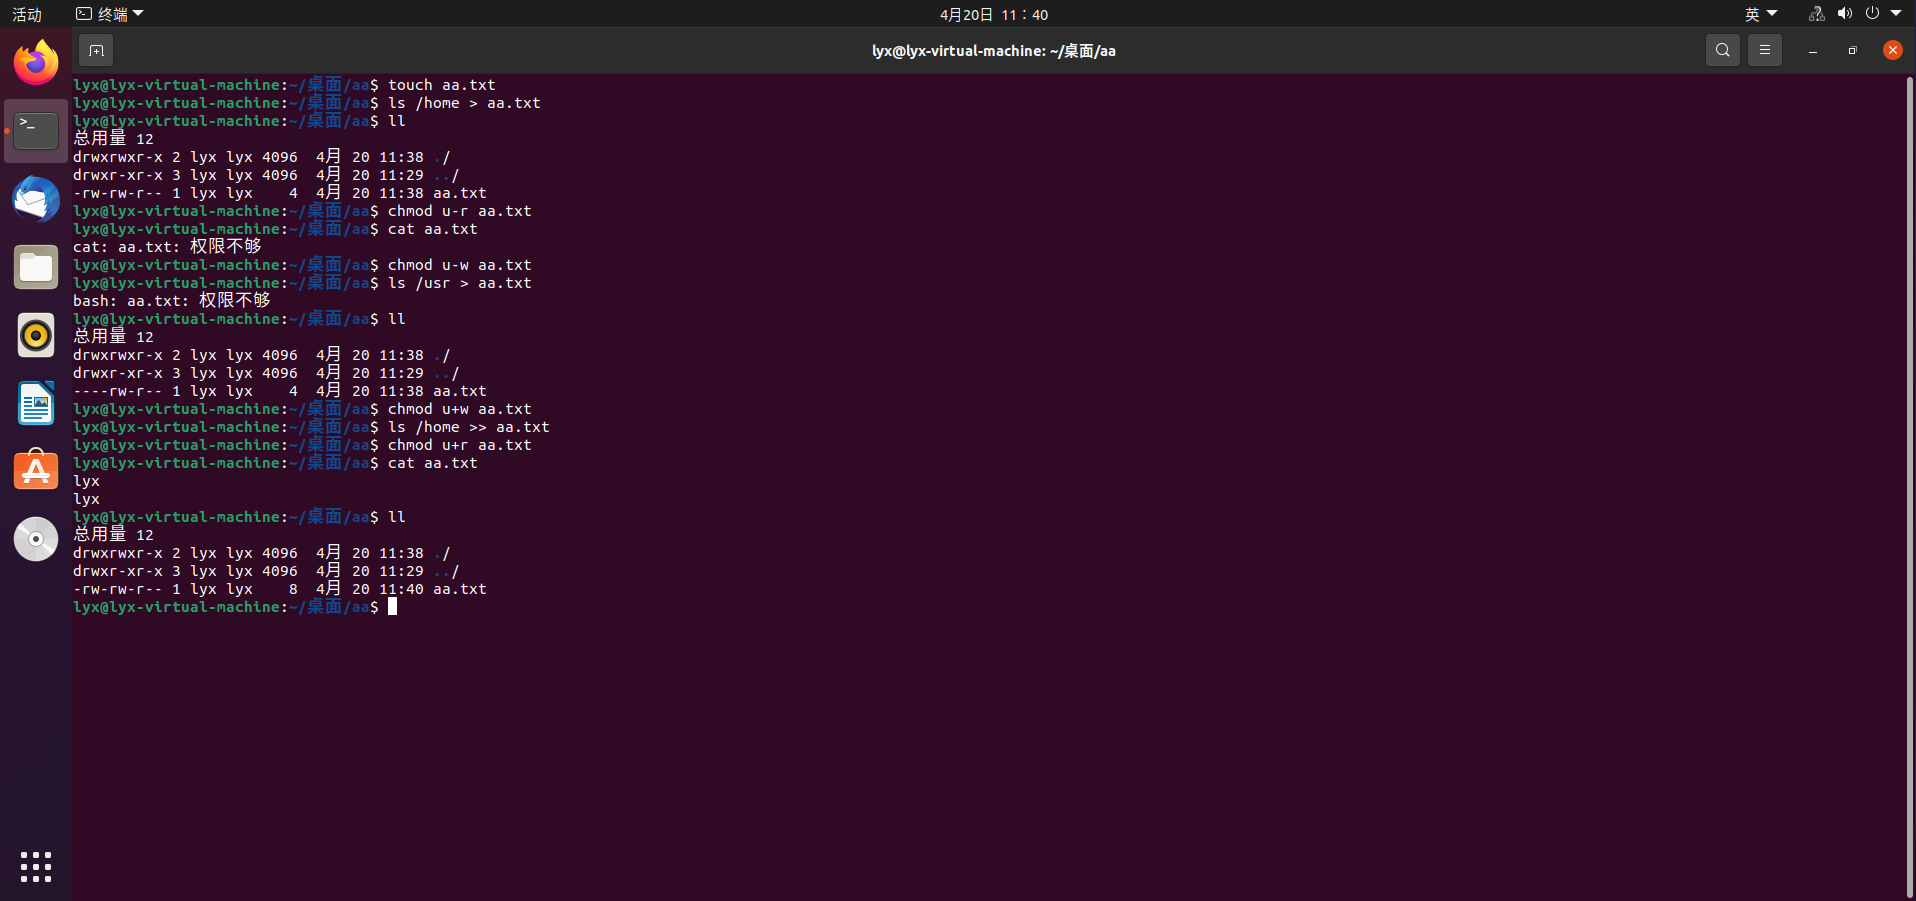 活动 终端 4月20日 11：40 英
lyx@lyx-virtual-machine: ~/桌面/aa
lyx@lyx-virtual-machine:~/桌面/aa$ touch aa.txt
lyx@lyx-virtual-machine:~/桌面/aa$ ls /home > aa.txt
lyx@lyx-virtual-machine:~/桌面/aa$ ll
总用量 12
drwxrwxr-x 2 lyx lyx 4096  4月 20 11:38 ./
drwxr-xr-x 3 lyx lyx 4096  4月 20 11:29 ../
-rw-rw-r-- 1 lyx lyx    4  4月 20 11:38 aa.txt
lyx@lyx-virtual-machine:~/桌面/aa$ chmod u-r aa.txt
lyx@lyx-virtual-machine:~/桌面/aa$ cat aa.txt
cat: aa.txt: 权限不够
lyx@lyx-virtual-machine:~/桌面/aa$ chmod u-w aa.txt
lyx@lyx-virtual-machine:~/桌面/aa$ ls /usr > aa.txt
bash: aa.txt: 权限不够
lyx@lyx-virtual-machine:~/桌面/aa$ ll
总用量 12
drwxrwxr-x 2 lyx lyx 4096  4月 20 11:38 ./
drwxr-xr-x 3 lyx lyx 4096  4月 20 11:29 ../
----rw-r-- 1 lyx lyx    4  4月 20 11:38 aa.txt
lyx@lyx-virtual-machine:~/桌面/aa$ chmod u+w aa.txt
lyx@lyx-virtual-machine:~/桌面/aa$ ls /home >> aa.txt
lyx@lyx-virtual-machine:~/桌面/aa$ chmod u+r aa.txt
lyx@lyx-virtual-machine:~/桌面/aa$ cat aa.txt
lyx
lyx
lyx@lyx-virtual-machine:~/桌面/aa$ ll
总用量 12
drwxrwxr-x 2 lyx lyx 4096  4月 20 11:38 ./
drwxr-xr-x 3 lyx lyx 4096  4月 20 11:29 ../
-rw-rw-r-- 1 lyx lyx    8  4月 20 11:40 aa.txt
lyx@lyx-virtual-machine:~/桌面/aa$